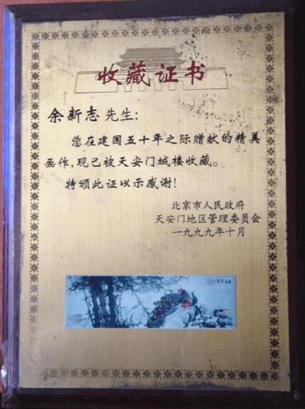 收藏证书
余新志先生:
您在建国五十年之际赠献的精美
画作,现已被天安门城楼收藏。
特颁此证以示感谢!
北京市人民政府
天安门地区管理委员会
一九九九年十月